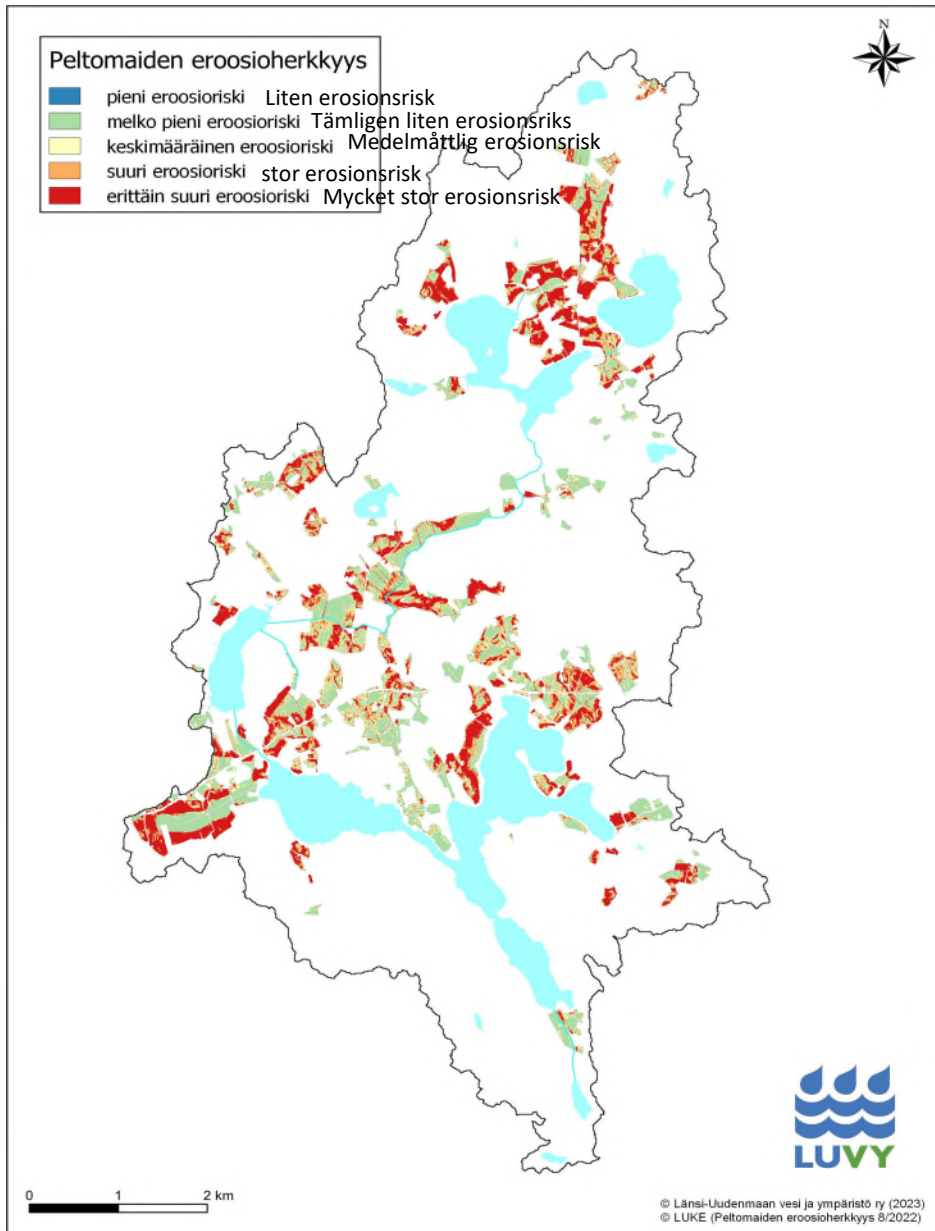 Peltomaiden eroosioherkkyys
pieni eroosioriski Liten erosionsrisk
melko pieni eroosioriski Tämligen liten erosionsriks
keskimääräinen eroosioriski Medelmåttlig erosionsrisk
suuri eroosioriski stor erosionsrisk
erittäin suuri eroosioriski Mycket stor erosionsrisk
N
LUVY
0 1 2 km
© Länsi-Uudenmaan vesi ja ympäristö ry (2023)
© LUKE (Peltomaiden eroosioherkkyys 8/2022)